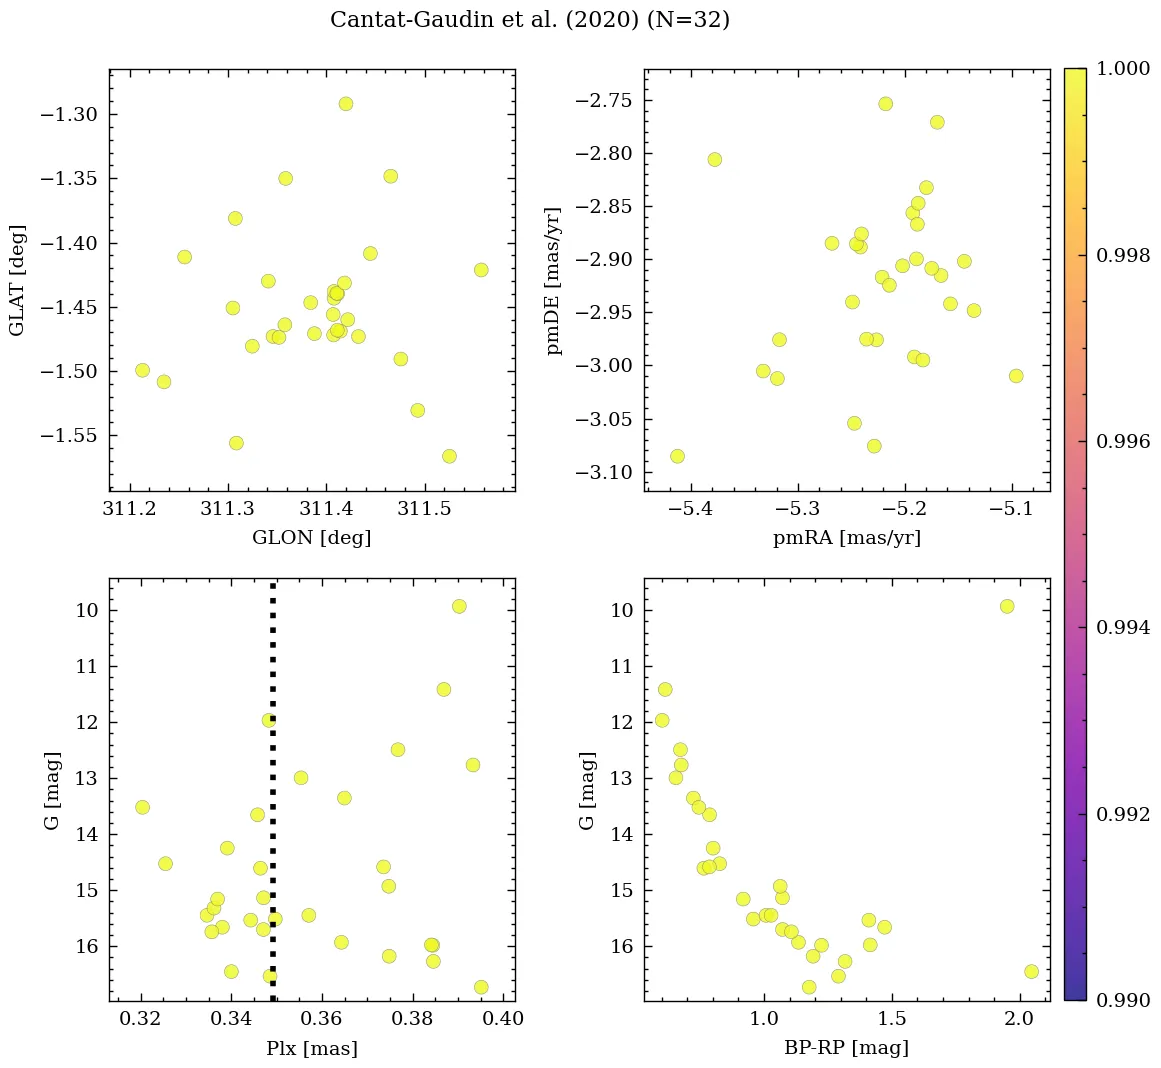 Cantat-Gaudin et al. (2020) (N=32)
−1.30
−1.35
−1.40
−1.45
−1.50
−1.55
GLAT [deg]
311.2 311.3 311.4 311.5
GLON [deg]
−2.75
−2.80
−2.85
−2.90
−2.95
−3.00
−3.05
−3.10
pmDE [mas/yr]
−5.4 −5.3 −5.2 −5.1
pmRA [mas/yr]
10
11
12
13
14
15
16
G [mag]
0.32 0.34 0.36 0.38 0.40
Plx [mas]
10
11
12
13
14
15
16
G [mag]
1.0 1.5 2.0
BP-RP [mag]
1.000
0.998
0.996
0.994
0.992
0.990